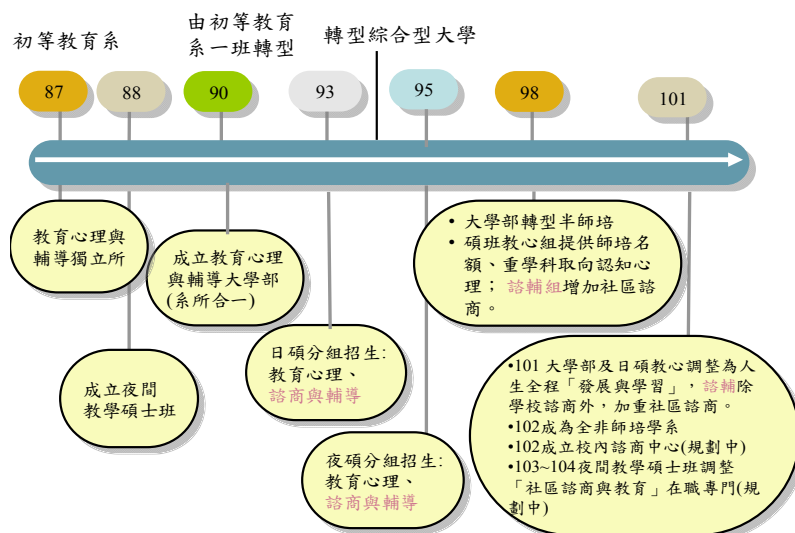 初等教育系
由初等教育
系一班轉型
轉型綜合型大學
87
88
90
93
95
98
101
教育心理與
輔導獨立所
成立教育心理
與輔導大學部
(系所合一)
• 大學部轉型半師培
• 碩班教心組提供師培名
額、重學科取向認知心
理； 諮輔組增加社區諮
商。
成立夜間
教學碩士班
日碩分組招生:
教育心理、
諮商與輔導
夜碩分組招生:
教育心理、
諮商與輔導
•101 大學部及日碩教心調整為人
生全程「發展與學習」，諮輔除
學校諮商外，加重社區諮商。
•102成為全非師培學系
•102成立校內諮商中心(規劃中)
•103~104夜間教學碩士班調整
「社區諮商與教育」在職專門(規
劃中)